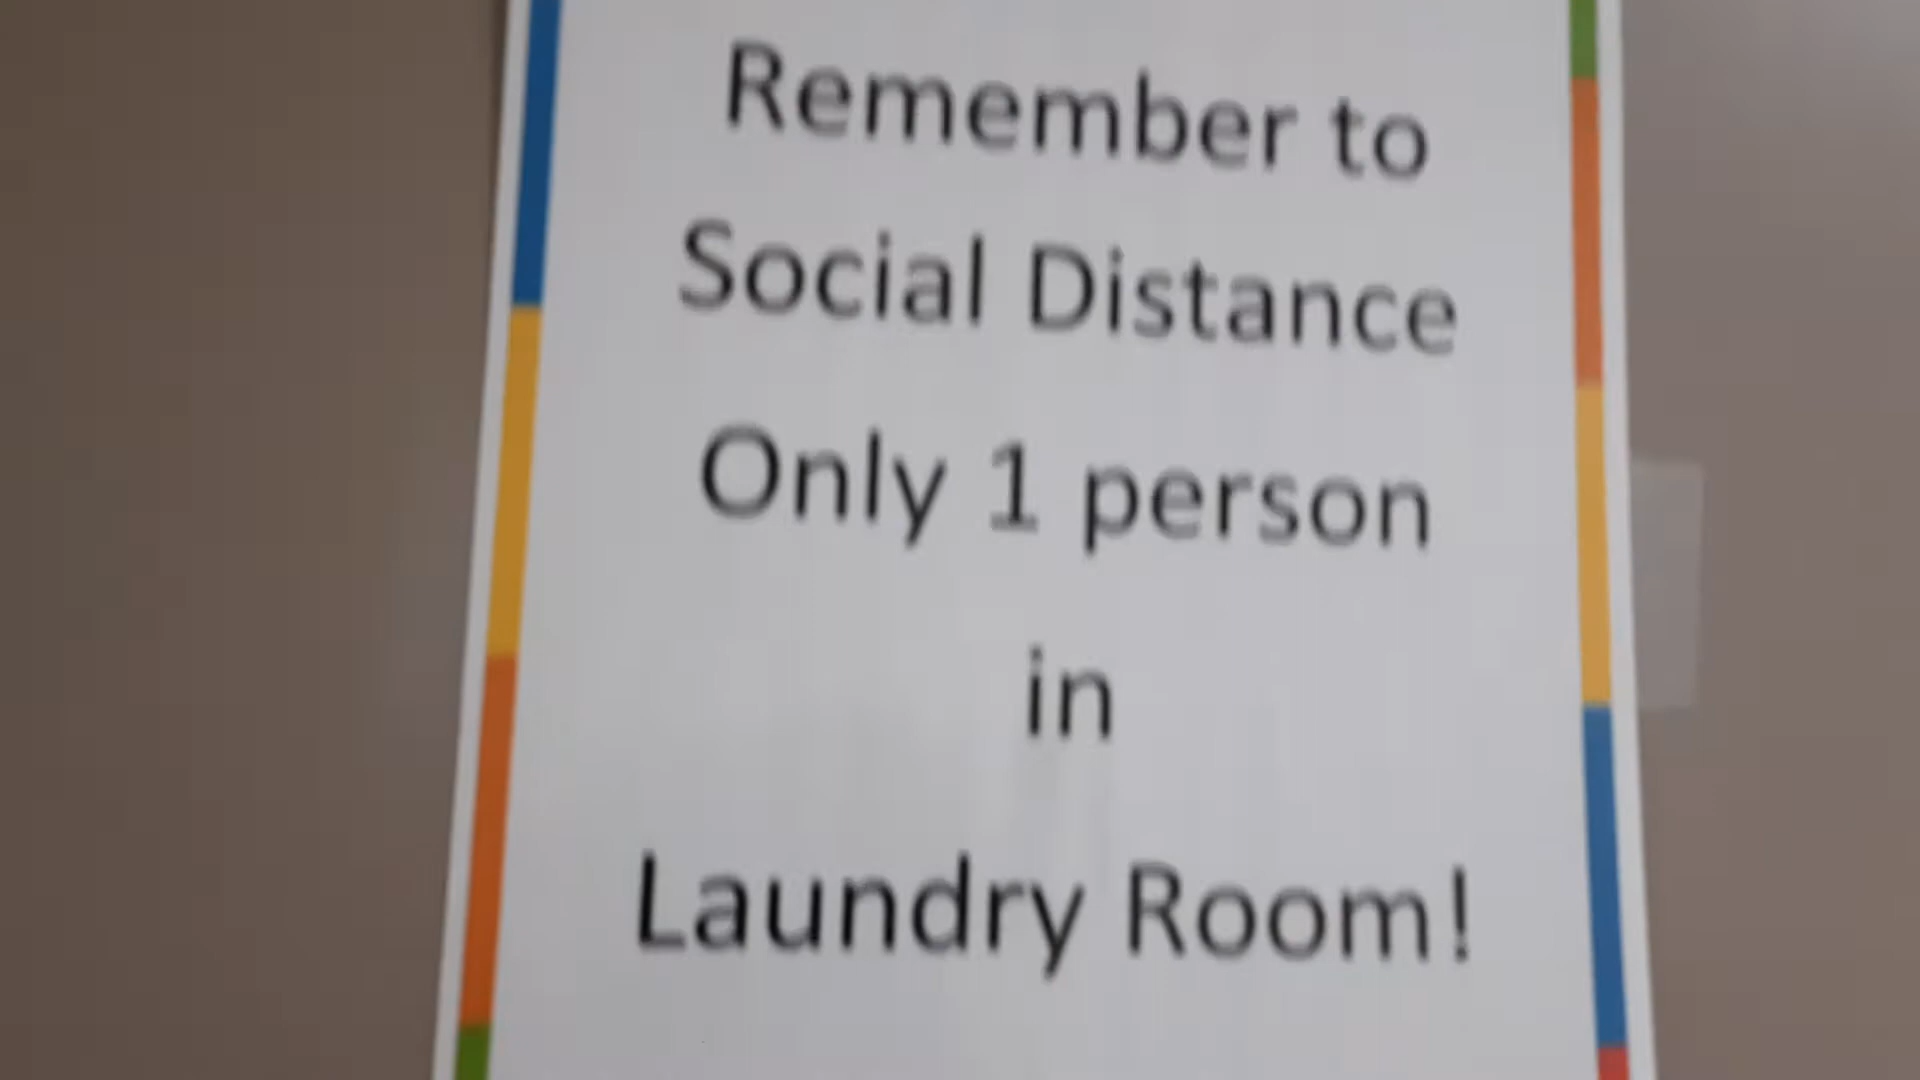 Remember to
Social Distance
Only 1 person
in
Laundry Room!